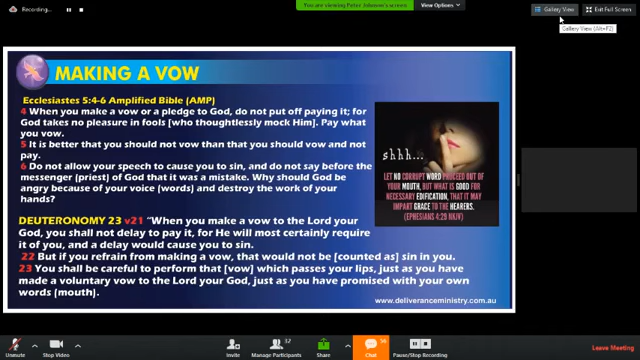 Recording...
You are viewing Peter Jobson's screen
View Options
Gallery View
Exit Full Screen
Gallery View (Alt+F2)
MAKING A VOW
Ecclesiastes 5:4-6 Amplified Bible (AMP)
4 When you make a vow or a pledge to God, do not put off paying it; for
God takes no pleasure in fools [who thoughtlessly mock Him]. Pay what
you vow.
5 It is better that you should not vow than that you should vow and not
pay.
6 Do not allow your speech to cause you to sin, and do not say before the
messenger (priest) of God that it was a mistake. Why should God be
angry because of your voice (words) and destroy the work of your
hands?
shhh...
LET NO CORRUPT WORD PROCEED OUT OF
YOUR MOUTH, BUT WHAT IS GOOD FOR
NECESSARY EDIFICATION, THAT IT MAY
IMPART GRACE TO THE HEARERS.
(EPHESIANS 4:29 NKJV)
DEUTERONOMY 23 v21 "When you make a vow to the Lord your
God, you shall not delay to pay it, for He will most certainly require
it of you, and a delay would cause you to sin.
22 But if you refrain from making a vow, that would not be [counted as] sin in you.
23 You shall be careful to perform that [vow] which passes your lips, just as you have
made a voluntary vow to the Lord your God, just as you have promised with your own
words (mouth).
www.deliveranceministry.com.au
Unmute
Stop Video
Invite
32
Manage Participants
Share
Chat
Pause/Stop Recording
Leave Meeting